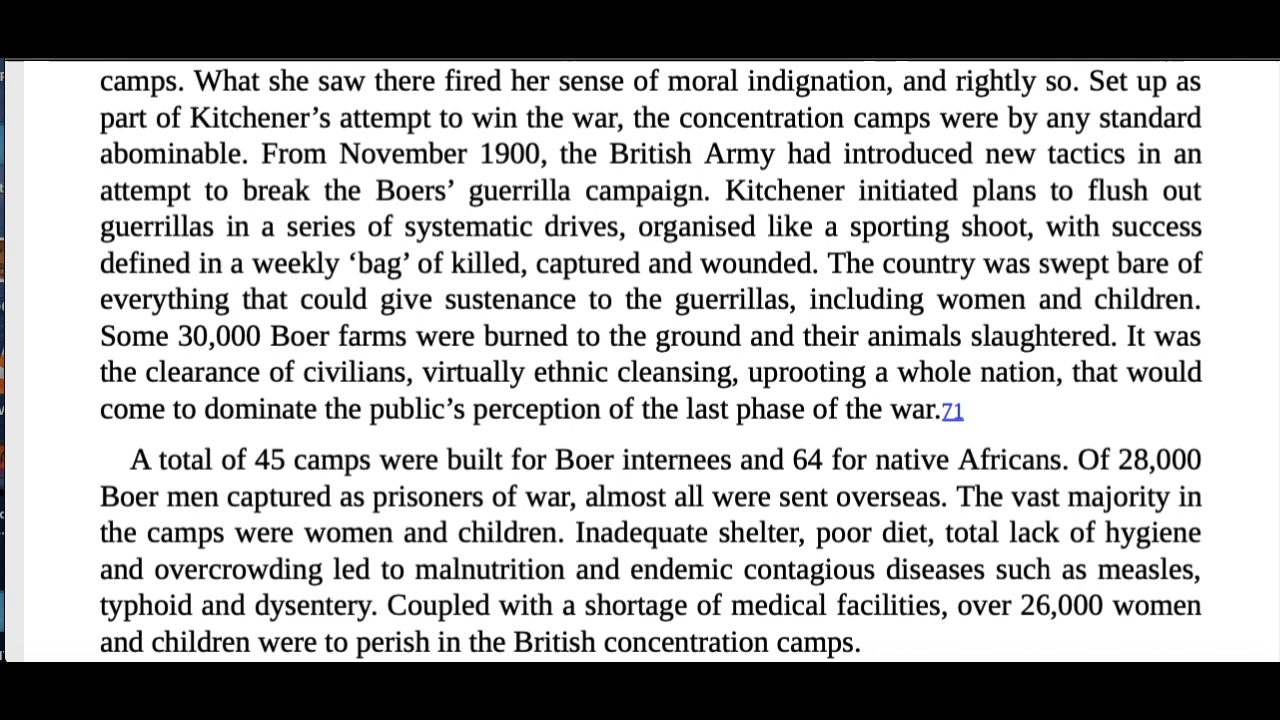 camps. What she saw there fired her sense of moral indignation, and rightly so. Set up as
part of Kitchener’s attempt to win the war, the concentration camps were by any standard
abominable. From November 1900, the British Army had introduced new tactics in an
attempt to break the Boers’ guerrilla campaign. Kitchener initiated plans to flush out
guerrillas in a series of systematic drives, organised like a sporting shoot, with success
defined in a weekly ‘bag’ of killed, captured and wounded. The country was swept bare of
everything that could give sustenance to the guerrillas, including women and children.
Some 30,000 Boer farms were burned to the ground and their animals slaughtered. It was
the clearance of civilians, virtually ethnic cleansing, uprooting a whole nation, that would
come to dominate the public’s perception of the last phase of the war.71
A total of 45 camps were built for Boer internees and 64 for native Africans. Of 28,000
Boer men captured as prisoners of war, almost all were sent overseas. The vast majority in
the camps were women and children. Inadequate shelter, poor diet, total lack of hygiene
and overcrowding led to malnutrition and endemic contagious diseases such as measles,
typhoid and dysentery. Coupled with a shortage of medical facilities, over 26,000 women
and children were to perish in the British concentration camps.